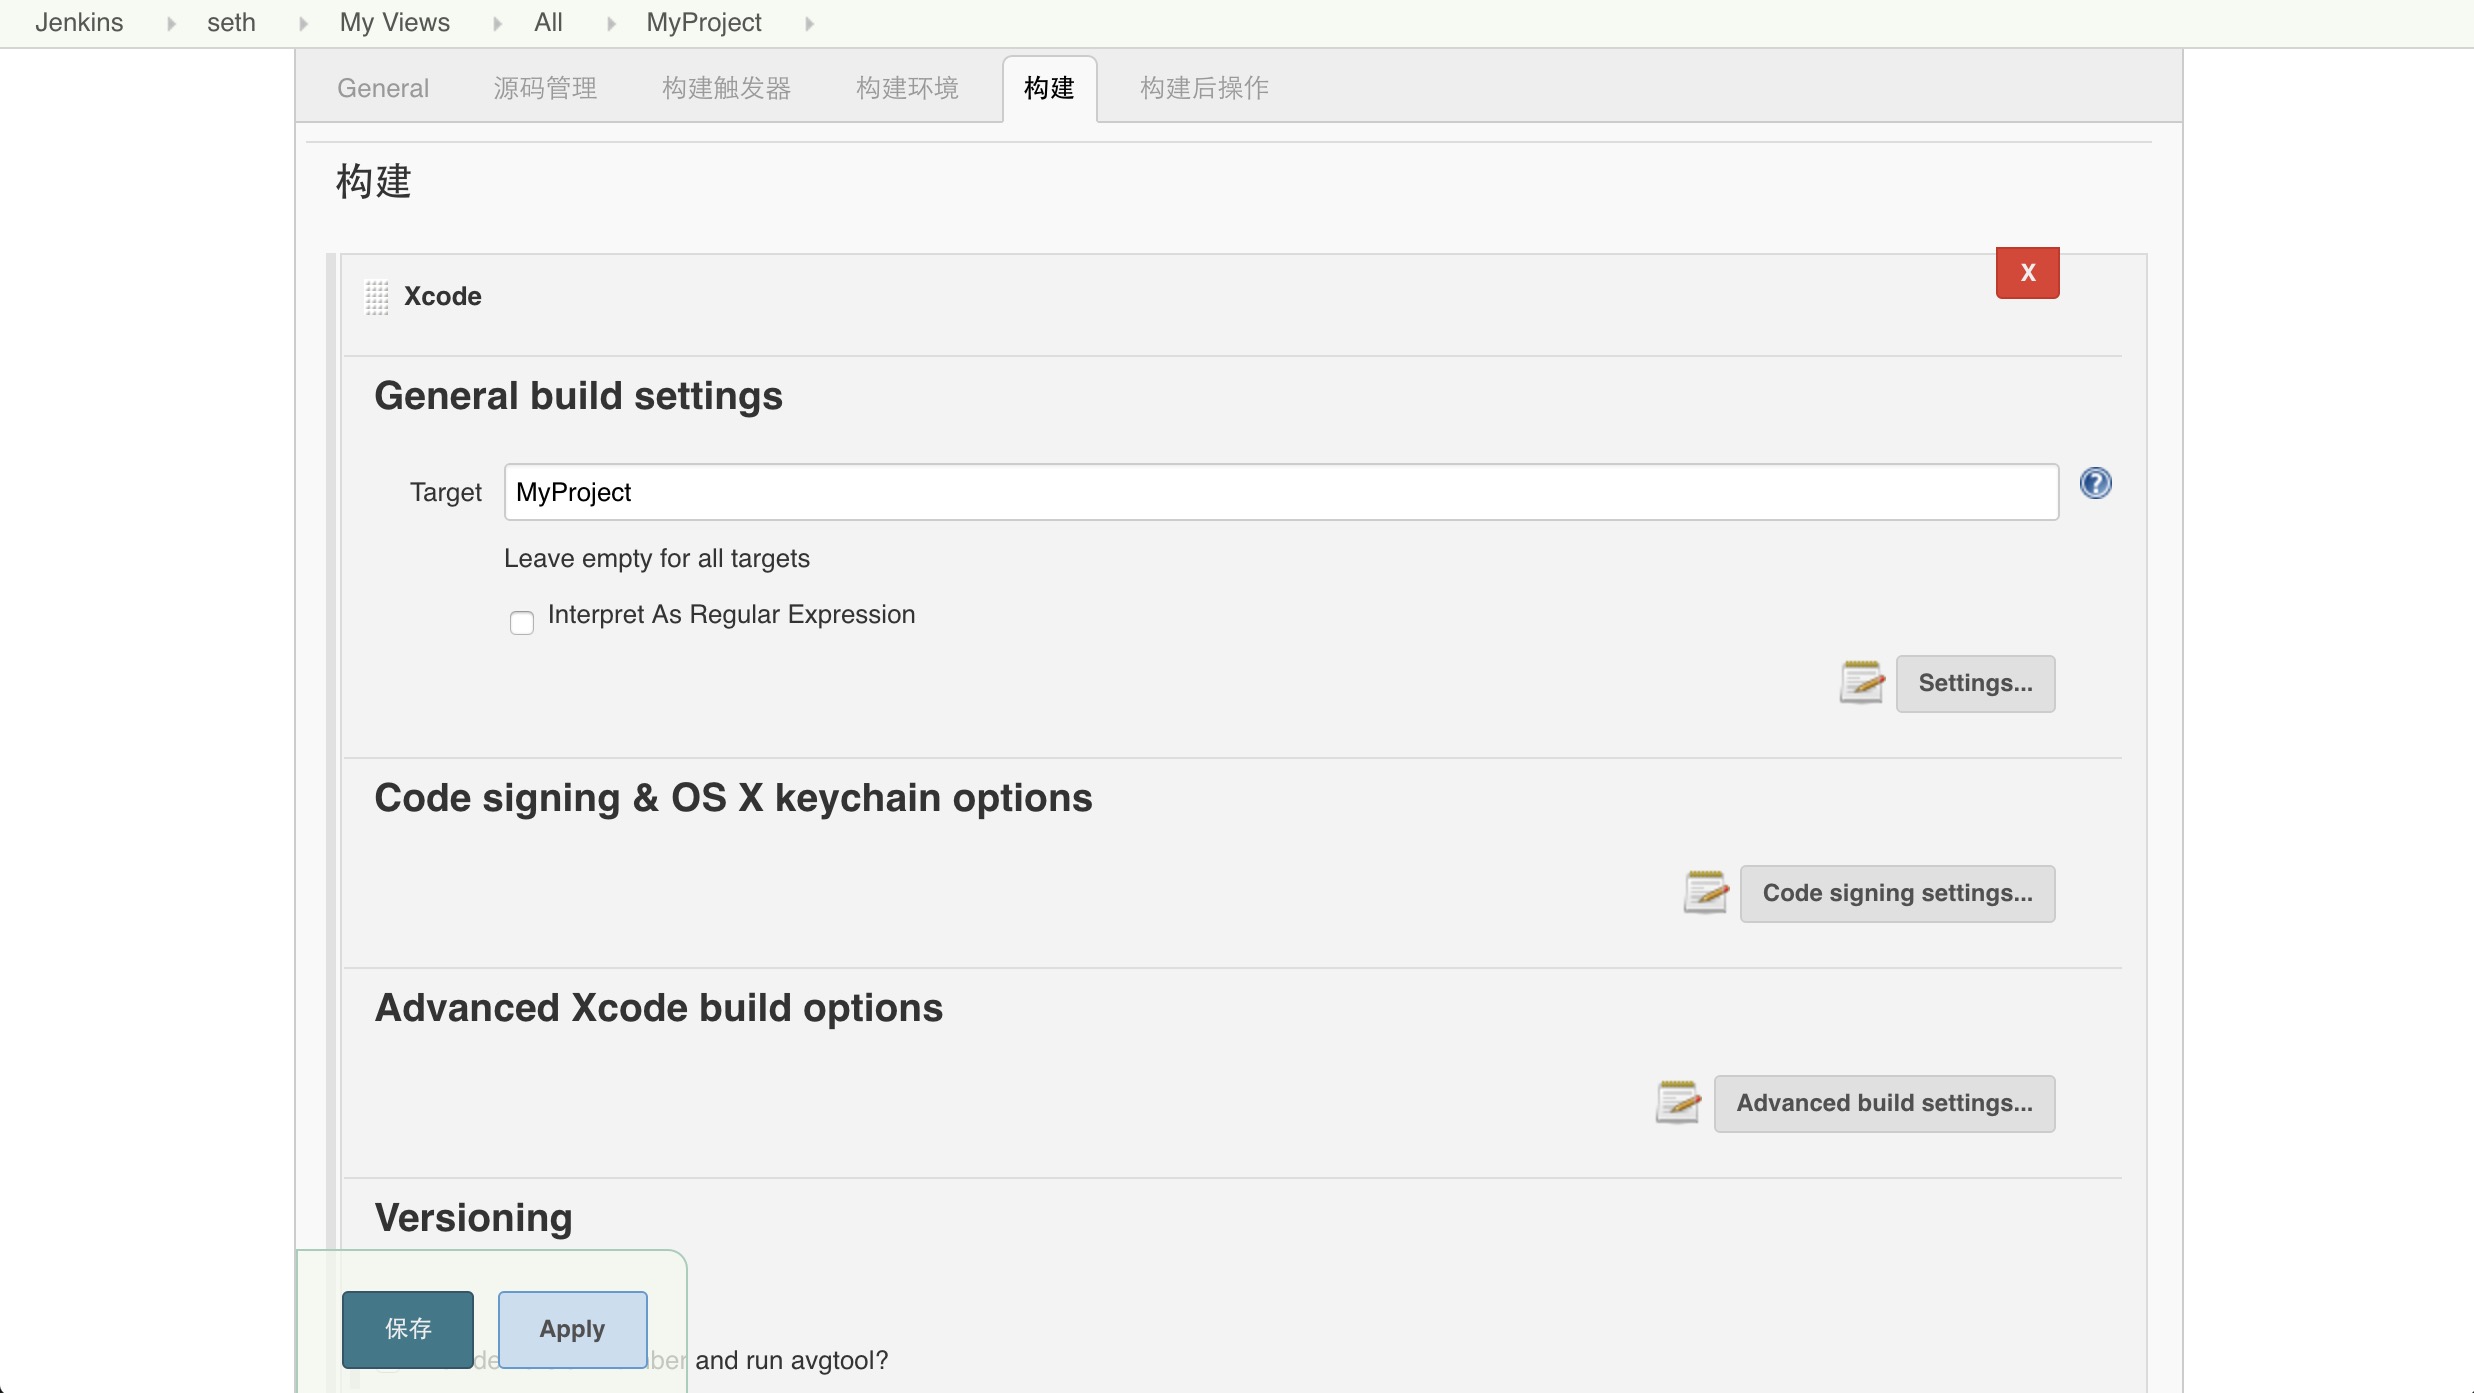 Jenkins seth My Views All MyProject
General 源码管理 构建触发器 构建环境 构建 构建后操作
构建
X
Xcode
General build settings
Target MyProject
Leave empty for all targets
Interpret As Regular Expression
Settings...
Code signing & OS X keychain options
Code signing settings...
Advanced Xcode build options
Advanced build settings...
Versioning
保存 Apply
and run avgtool?